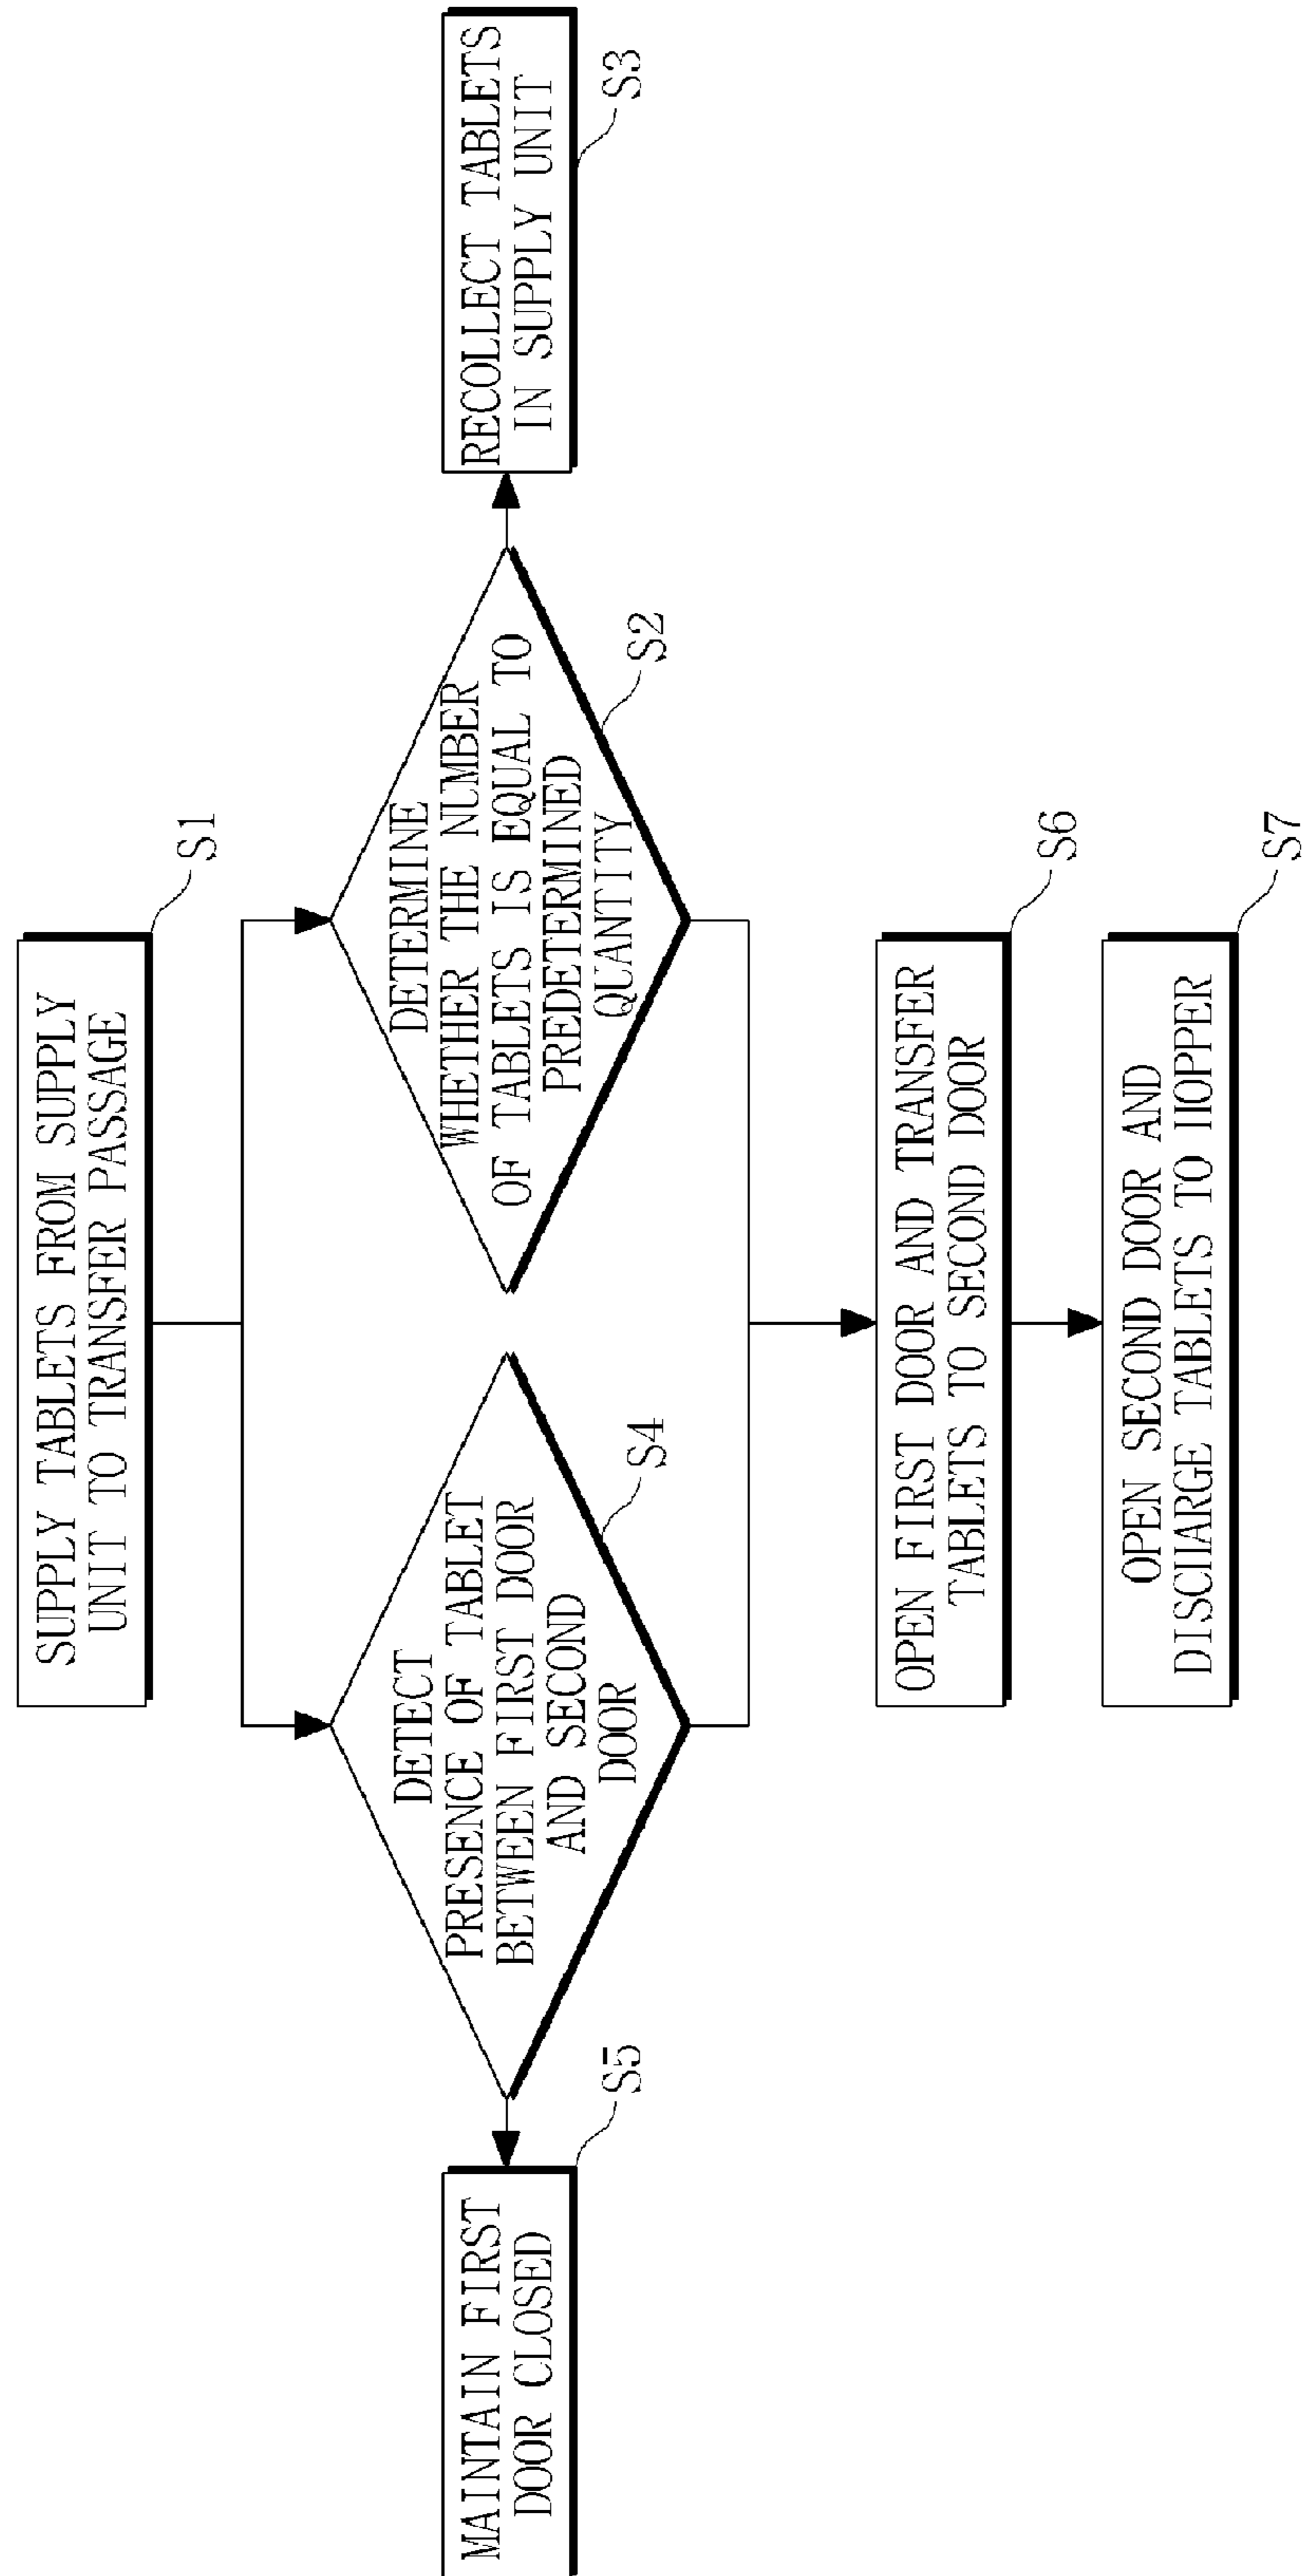 SUPPLY TABLETS FROM SUPPLY
UNIT TO TRANSFER PASSAGE
S1
DETECT
PRESENCE OF TABLET
BETWEEN FIRST DOOR
AND SECOND
DOOR
S4
DETERMINE
WHETHER THE NUMBER
OF TABLETS IS EQUAL TO
PREDETERMINED
QUANTITY
S2
MAINTAIN FIRST
DOOR CLOSED
S5
RECOLLECT TABLETS
IN SUPPLY UNIT
S3
OPEN FIRST DOOR AND TRANSFER
TABLETS TO SECOND DOOR
S6
OPEN SECOND DOOR AND
DISCHARGE TABLETS TO HOPPER
S7